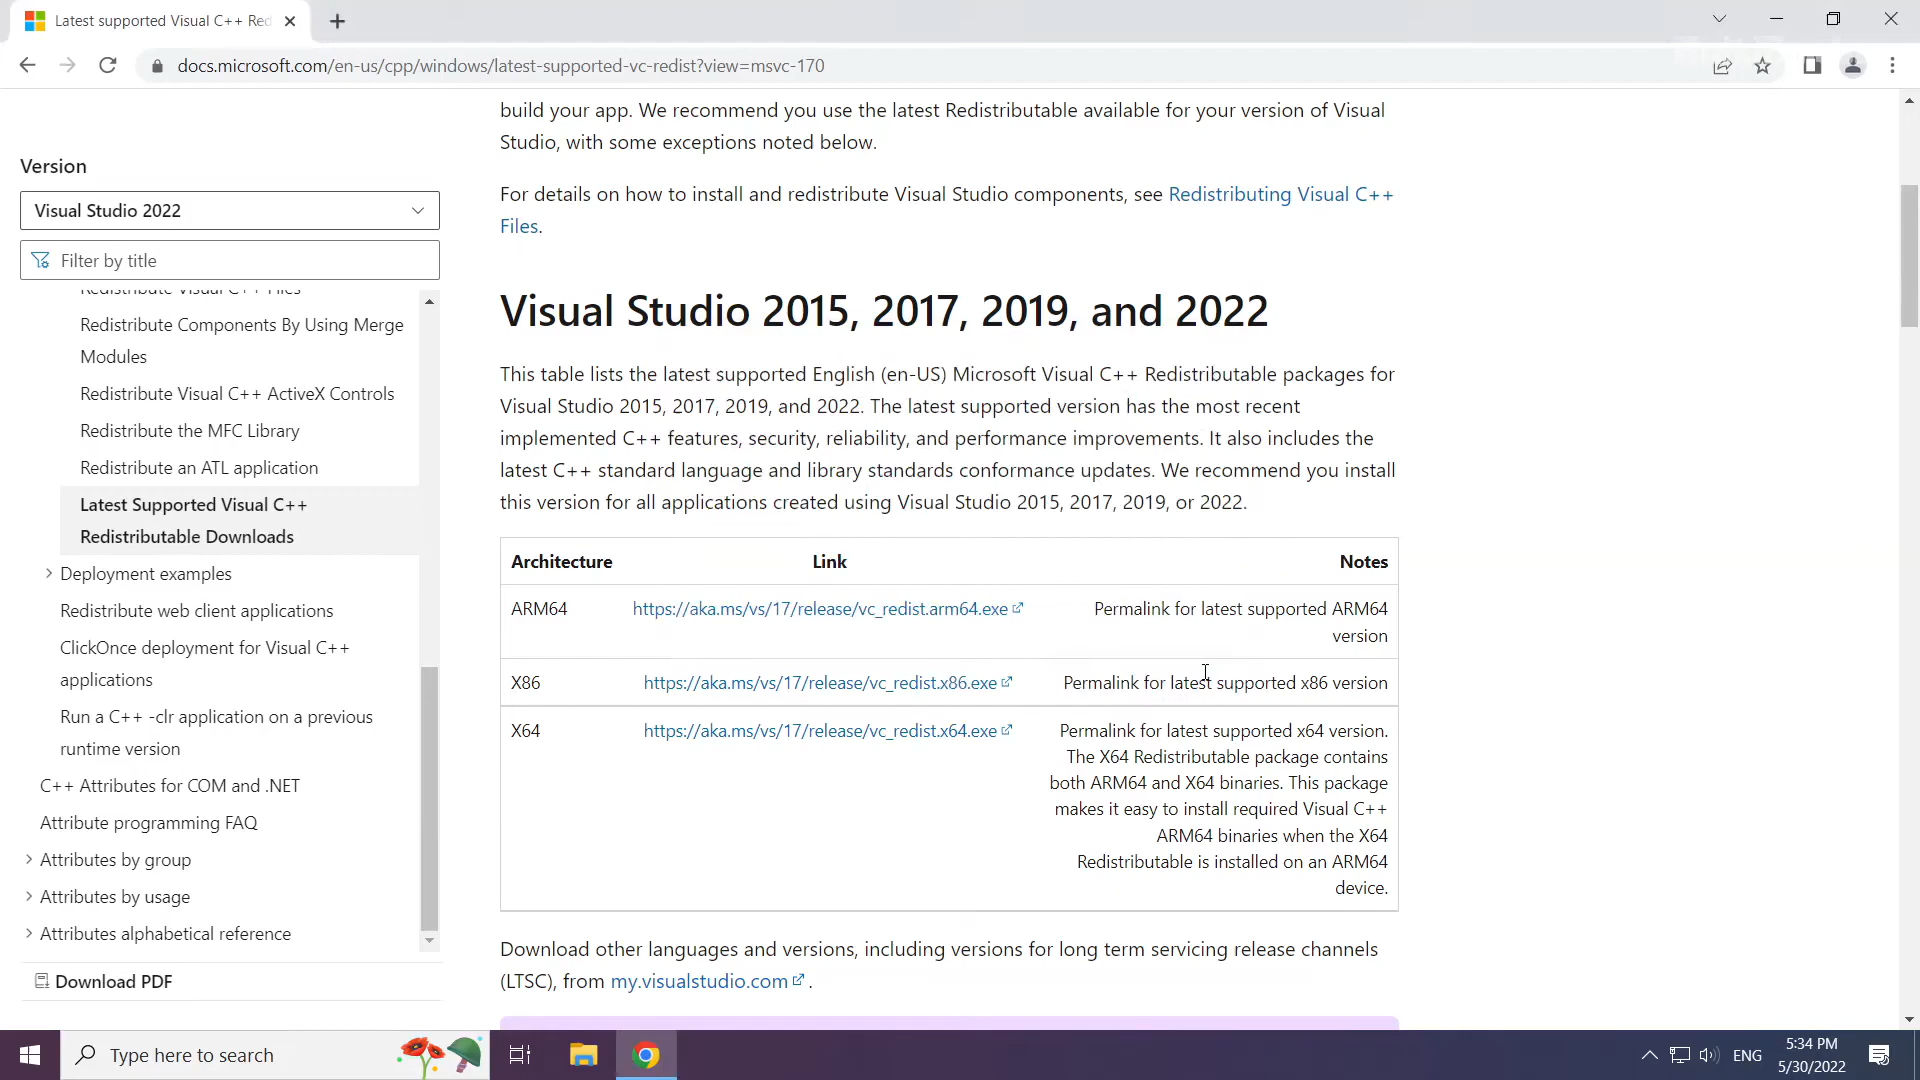 Latest supported Visual C++ Red
docs.microsoft.com/en-us/cpp/windows/latest-supported-vc-redist?view=msvc-170
Version
Visual Studio 2022
Filter by title
Redistribute Visual C++ Files
Redistribute Components By Using Merge
Modules
Redistribute Visual C++ ActiveX Controls
Redistribute the MFC Library
Redistribute an ATL application
Latest Supported Visual C++
Redistributable Downloads
Deployment examples
Redistribute web client applications
ClickOnce deployment for Visual C++
applications
Run a C++ -clr application on a previous
runtime version
C++ Attributes for COM and .NET
Attribute programming FAQ
Attributes by group
Attributes by usage
Attributes alphabetical reference
Download PDF
build your app. We recommend you use the latest Redistributable available for your version of Visual
Studio, with some exceptions noted below.
For details on how to install and redistribute Visual Studio components, see Redistributing Visual C++
Files.
Visual Studio 2015, 2017, 2019, and 2022
This table lists the latest supported English (en-US) Microsoft Visual C++ Redistributable packages for
Visual Studio 2015, 2017, 2019, and 2022. The latest supported version has the most recent
implemented C++ features, security, reliability, and performance improvements. It also includes the
latest C++ standard language and library standards conformance updates. We recommend you install
this version for all applications created using Visual Studio 2015, 2017, 2019, or 2022.
Architecture Link Notes
ARM64 https://aka.ms/vs/17/release/vc_redist.arm64.exe Permalink for latest supported ARM64
version
X86 https://aka.ms/vs/17/release/vc_redist.x86.exe Permalink for latest supported x86 version
X64 https://aka.ms/vs/17/release/vc_redist.x64.exe Permalink for latest supported x64 version.
The X64 Redistributable package contains
both ARM64 and X64 binaries. This package
makes it easy to install required Visual C++
ARM64 binaries when the X64
Redistributable is installed on an ARM64
device.
Download other languages and versions, including versions for long term servicing release channels
(LTSC), from my.visualstudio.com .
Type here to search
ENG
5:34 PM
5/30/2022